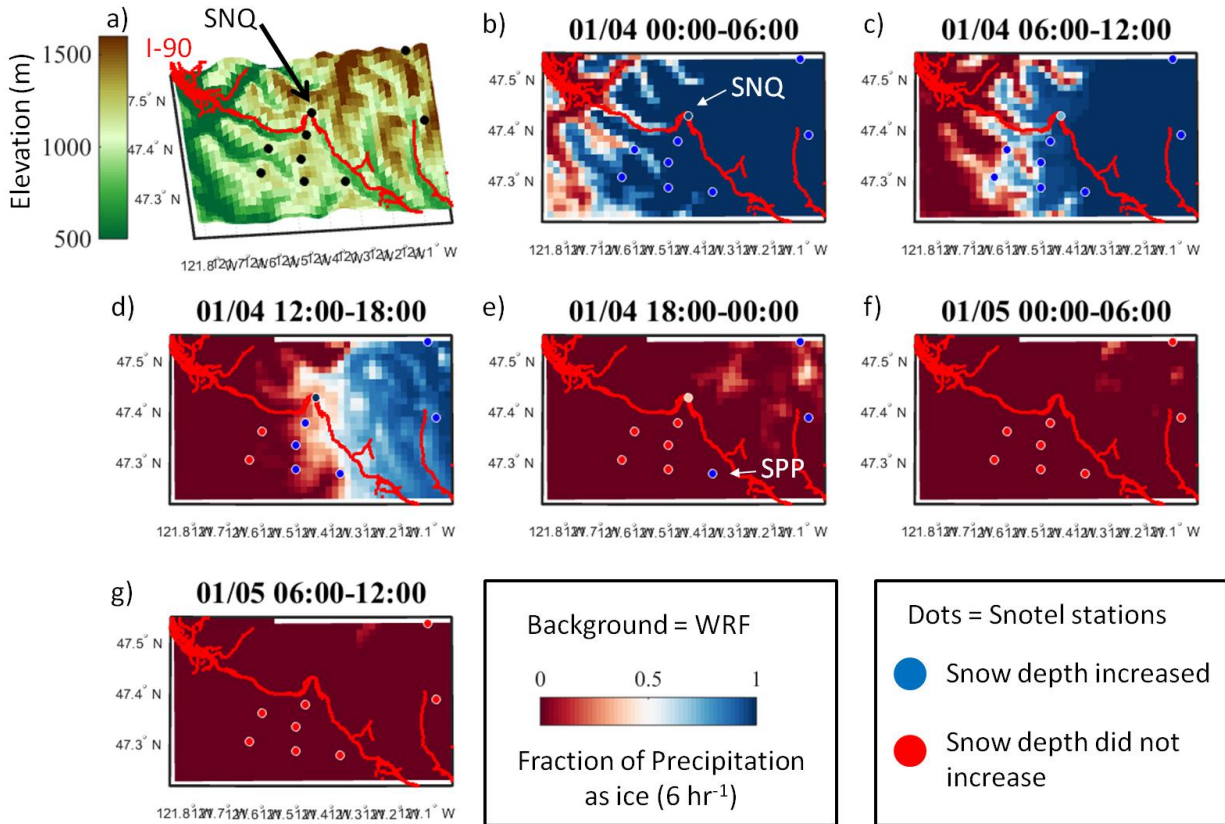 a)
SNQ
I-90
Elevation (m)
1500
1000
500
7.5° N
47.4° N
47.3° N
b)
01/04 00:00-06:00
47.5° N
47.4° N
47.3° N
SNQ
c)
01/04 06:00-12:00
47.5° N
47.4° N
47.3° N
d)
01/04 12:00-18:00
47.5° N
47.4° N
47.3° N
e)
01/04 18:00-00:00
47.5° N
47.4° N
47.3° N
SPP
f)
01/05 00:00-06:00
47.5° N
47.4° N
47.3° N
g)
01/05 06:00-12:00
47.5° N
47.4° N
47.3° N
Background = WRF
0 0.5 1
Fraction of Precipitation
as ice (6 hr⁻¹)
Dots = Snotel stations
Snow depth increased
Snow depth did not
increase